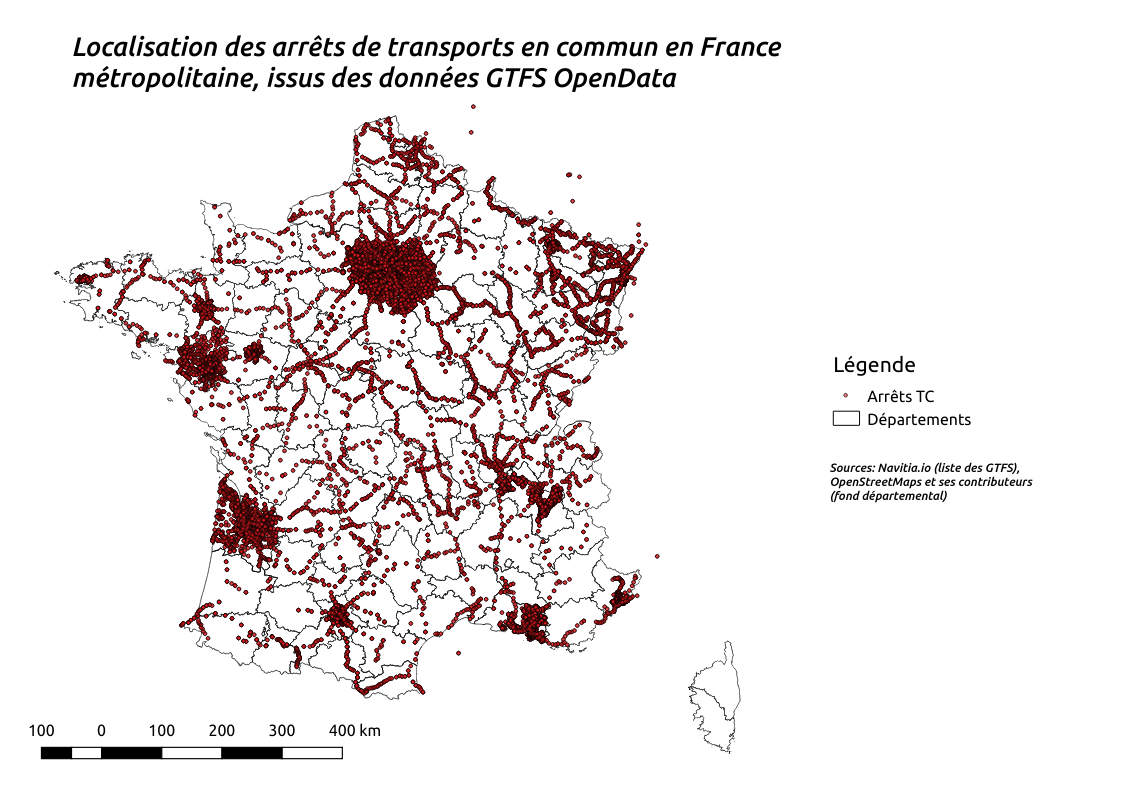 Localisation des arrêts de transports en commun en France
métropolitaine, issus des données GTFS OpenData
Légende
Arrêts TC
Départements
Sources: Navitia.io (liste des GTFS),
OpenStreetMaps et ses contributeurs
(fond départemental)
100 0 100 200 300 400 km